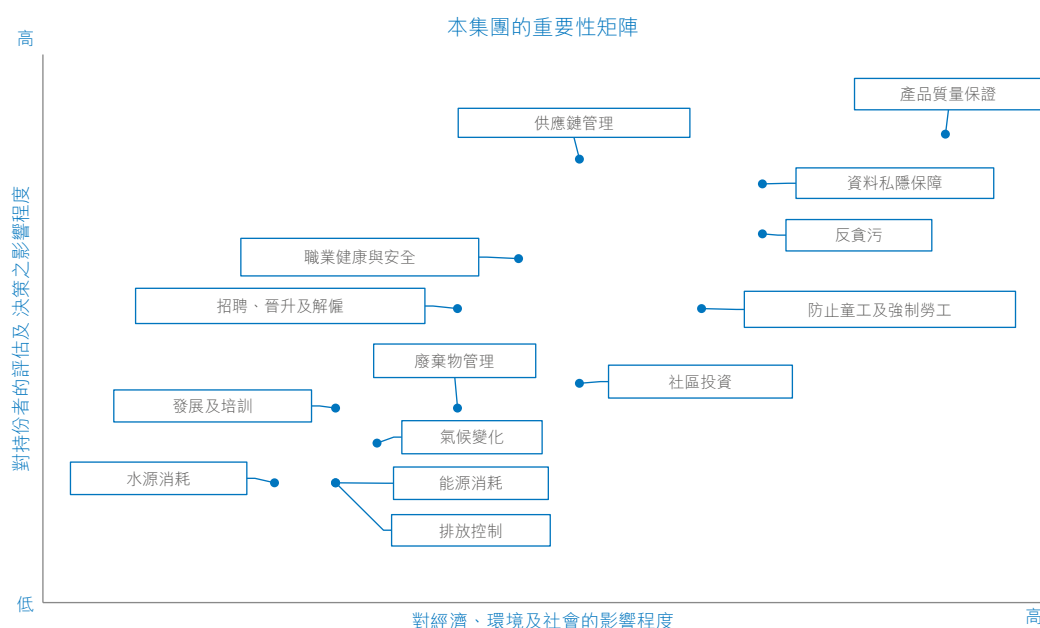 本集團的重要性矩陣
高
產品質量保證
供應鏈管理
資料私隱保障
反貪污
職業健康與安全
招聘、晉升及解僱
防止童工及強制勞工
廢棄物管理
社區投資
發展及培訓
氣候變化
水源消耗
能源消耗
排放控制
對持份者的評估及 決策之影響程度
低
對經濟、環境及社會的影響程度
高